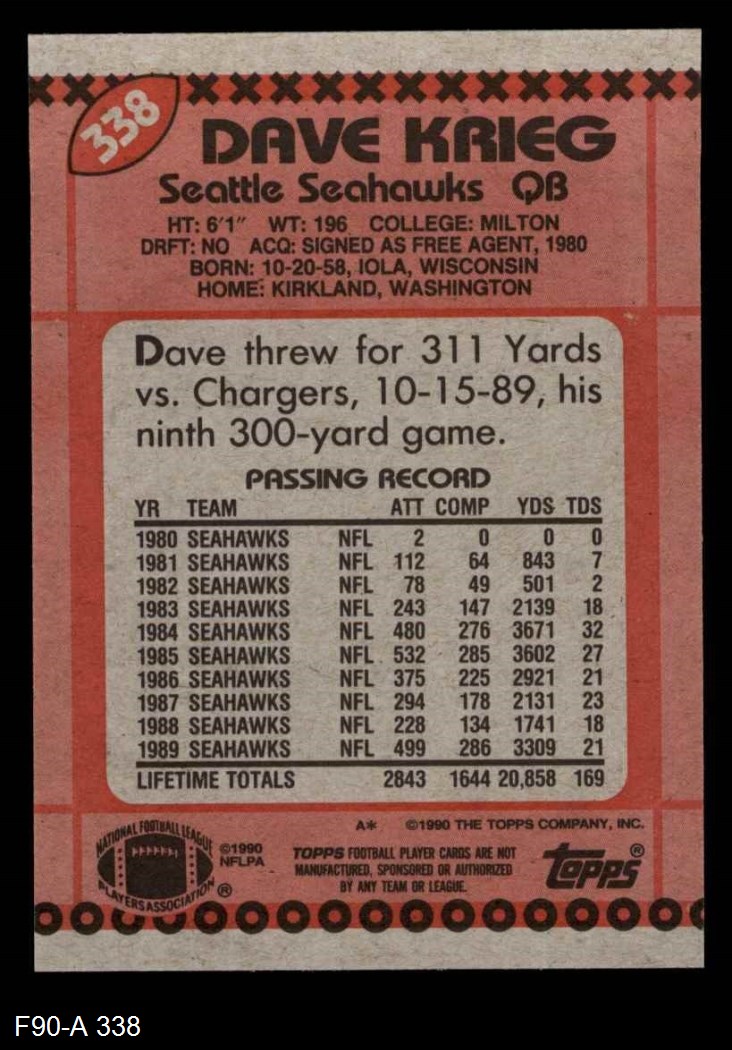 338
DAVE KRIEG
Seattle Seahawks QB
HT: 6'1" WT: 196 COLLEGE: MILTON
DRFT: NO ACQ: SIGNED AS FREE AGENT, 1980
BORN: 10-20-58, IOLA, WISCONSIN
HOME: KIRKLAND, WASHINGTON
Dave threw for 311 Yards
vs. Chargers, 10-15-89, his
ninth 300-yard game.
PASSING RECORD
YR TEAM ATT COMP YDS TDS
1980 SEAHAWKS NFL 2 0 0 0
1981 SEAHAWKS NFL 112 64 843 7
1982 SEAHAWKS NFL 78 49 501 2
1983 SEAHAWKS NFL 243 147 2139 18
1984 SEAHAWKS NFL 480 276 3671 32
1985 SEAHAWKS NFL 532 285 3602 27
1986 SEAHAWKS NFL 375 225 2921 21
1987 SEAHAWKS NFL 294 178 2131 23
1988 SEAHAWKS NFL 228 134 1741 18
1989 SEAHAWKS NFL 499 286 3309 21
LIFETIME TOTALS 2843 1644 20,858 169
A* ©1990 THE TOPPS COMPANY, INC.
NATIONAL FOOTBALL LEAGUE
PLAYERS ASSOCIATION ®
©1990
NFLPA
TOPPS FOOTBALL PLAYER CARDS ARE NOT
MANUFACTURED, SPONSORED OR AUTHORIZED
BY ANY TEAM OR LEAGUE.
topps®
F90-A 338